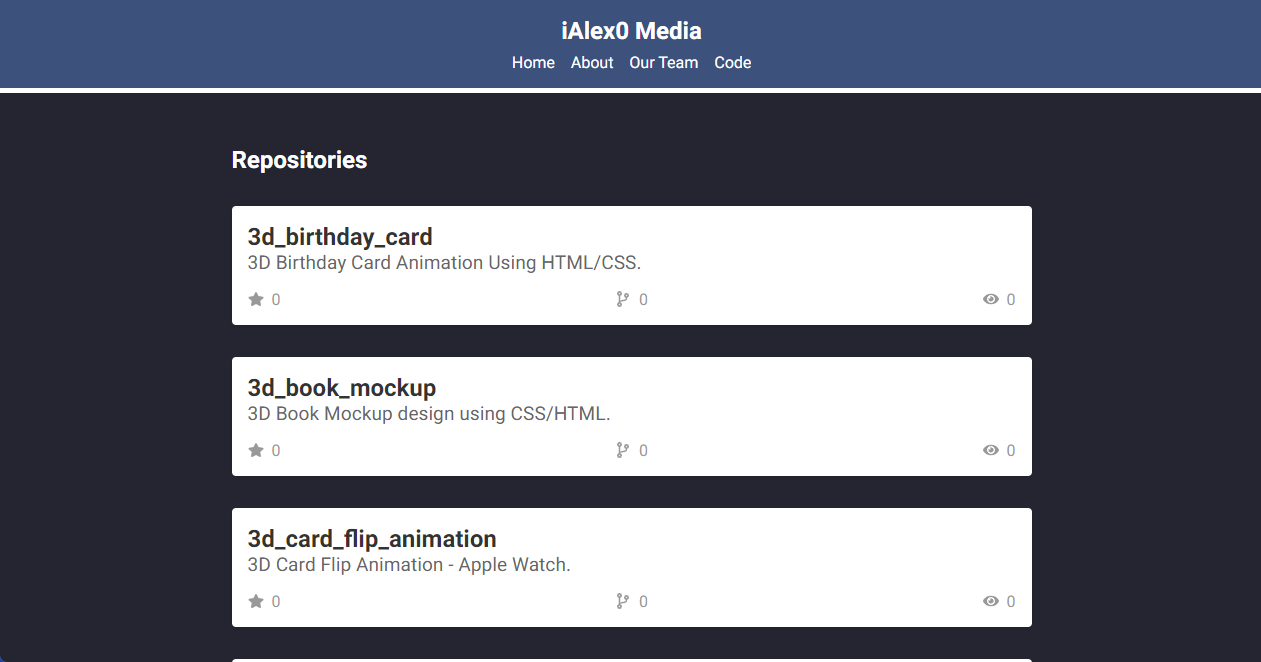 iAlex0 Media
Home About Our Team Code
Repositories
3d_birthday_card
3D Birthday Card Animation Using HTML/CSS.
0 0 0
3d_book_mockup
3D Book Mockup design using CSS/HTML.
0 0 0
3d_card_flip_animation
3D Card Flip Animation - Apple Watch.
0 0 0